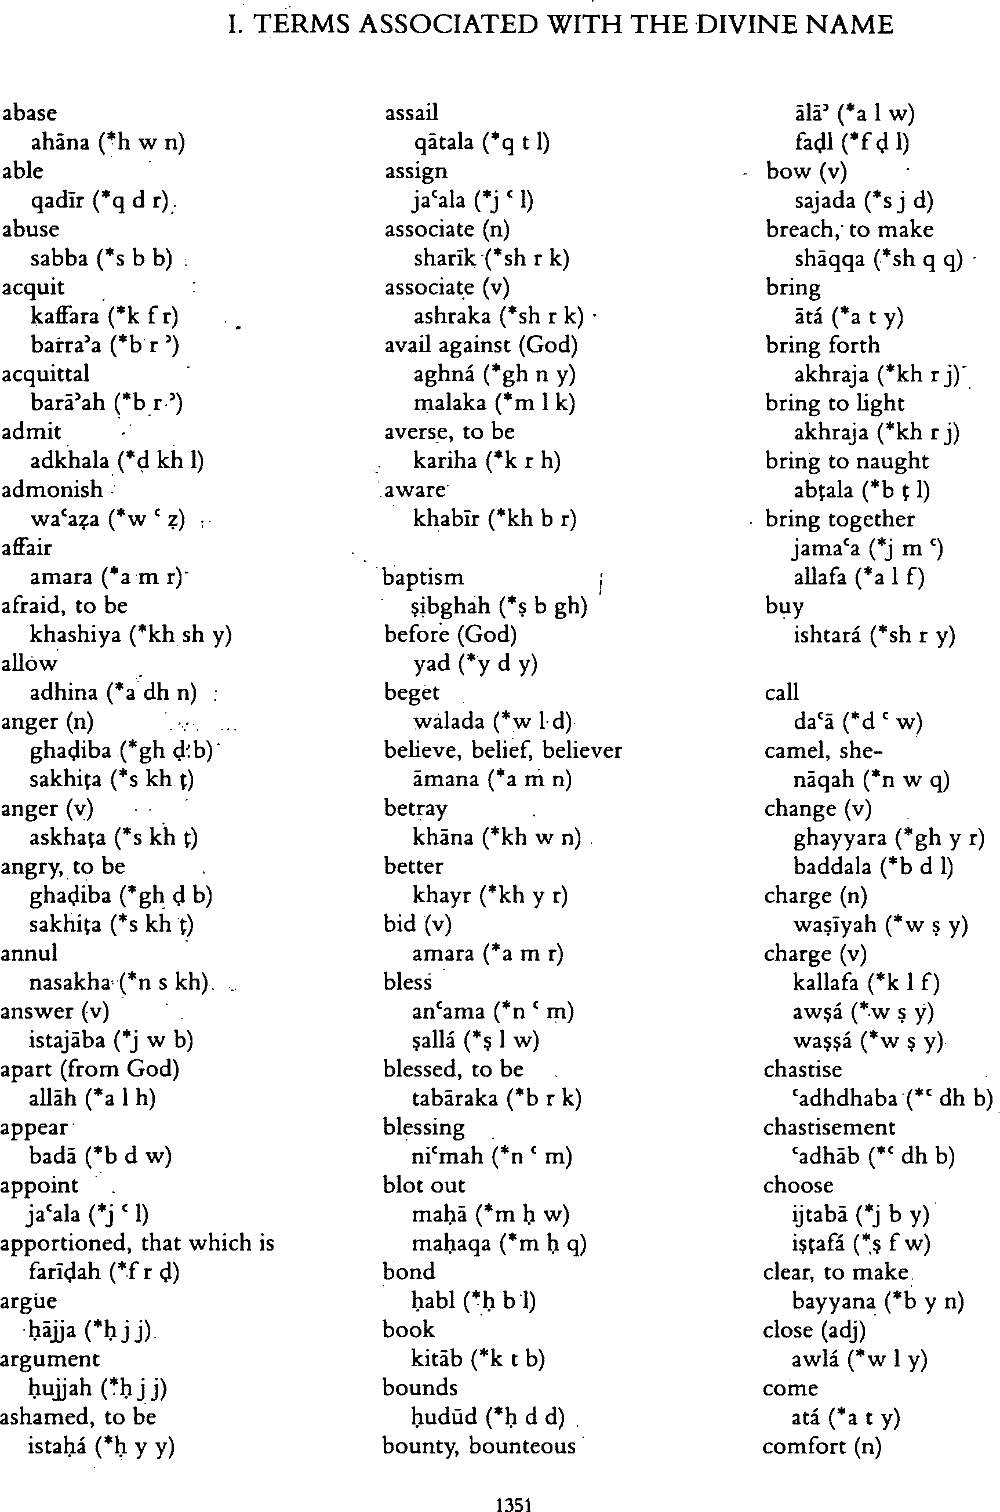 I. TERMS ASSOCIATED WITH THE DIVINE NAME
abase
ahāna (*h w n)
able
qadīr (*q d r)
abuse
sabba (*s b b)
acquit
kaffara (*k f r)
barraʾa (*b r ʾ)
acquittal
barāʾah (*b r ʾ)
admit
adkhala (*d kh l)
admonish
waʿaẓa (*w ʿ ẓ)
affair
amara (*a m r)
afraid, to be
khashiya (*kh sh y)
allow
adhina (*a dh n)
anger (n)
ghaḍiba (*gh ḍ b)
sakhiṭa (*s kh ṭ)
anger (v)
askhaṭa (*s kh ṭ)
angry, to be
ghaḍiba (*gh ḍ b)
sakhiṭa (*s kh ṭ)
annul
nasakha (*n s kh)
answer (v)
istajāba (*j w b)
apart (from God)
allāh (*a l h)
appear
badā (*b d w)
appoint
jaʿala (*j ʿ l)
apportioned, that which is
farīḍah (*f r ḍ)
argue
ḥājja (*ḥ j j)
argument
ḥujjah (*ḥ j j)
ashamed, to be
istaḥá (*ḥ y y)
assail
qātala (*q t l)
assign
jaʿala (*j ʿ l)
associate (n)
sharīk (*sh r k)
associate (v)
ashraka (*sh r k)
avail against (God)
aghná (*gh n y)
malaka (*m l k)
averse, to be
kariha (*k r h)
aware
khabīr (*kh b r)
baptism
ṣibghah (*ṣ b gh)
before (God)
yad (*y d y)
beget
walada (*w l d)
believe, belief, believer
āmana (*a m n)
betray
khāna (*kh w n)
better
khayr (*kh y r)
bid (v)
amara (*a m r)
bless
anʿama (*n ʿ m)
ṣallá (*ṣ l w)
blessed, to be
tabāraka (*b r k)
blessing
niʿmah (*n ʿ m)
blot out
maḥā (*m ḥ w)
maḥaqa (*m ḥ q)
bond
ḥabl (*ḥ b l)
book
kitāb (*k t b)
bounds
ḥudūd (*ḥ d d)
bounty, bounteous
ālāʾ (*a l w)
faḍl (*f ḍ l)
bow (v)
sajada (*s j d)
breach, to make
shāqqa (*sh q q)
bring
ātá (*a t y)
bring forth
akhraja (*kh r j)
bring to light
akhraja (*kh r j)
bring to naught
abṭala (*b ṭ l)
bring together
jamaʿa (*j m ʿ)
allafa (*a l f)
buy
ishtará (*sh r y)
call
daʿā (*d ʿ w)
camel, she-
nāqah (*n w q)
change (v)
ghayyara (*gh y r)
baddala (*b d l)
charge (n)
waṣīyah (*w ṣ y)
charge (v)
kallafa (*k l f)
awṣá (*w ṣ y)
waṣṣá (*w ṣ y)
chastise
ʿadhdhaba (*ʿ dh b)
chastisement
ʿadhāb (*ʿ dh b)
choose
ijtabā (*j b y)
iṣṭafá (*ṣ f w)
clear, to make
bayyana (*b y n)
close (adj)
awlá (*w l y)
come
atá (*a t y)
comfort (n)
1351